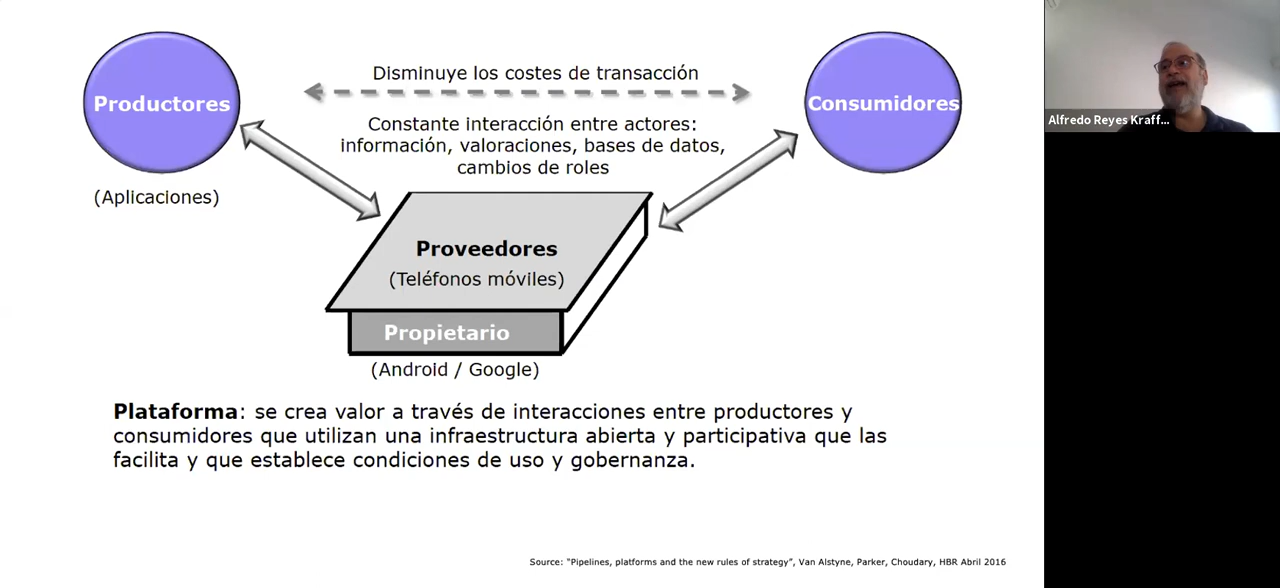 Productores
Disminuye los costes de transacción
Consumidores
Constante interacción entre actores:
información, valoraciones, bases de datos,
cambios de roles
(Aplicaciones)
Proveedores
(Teléfonos móviles)
Propietario
(Android / Google)
Plataforma: se crea valor a través de interacciones entre productores y
consumidores que utilizan una infraestructura abierta y participativa que las
facilita y que establece condiciones de uso y gobernanza.
Source: “Pipelines, platforms and the new rules of strategy”, Van Alstyne, Parker, Choudary, HBR Abril 2016
Alfredo Reyes Kraff...